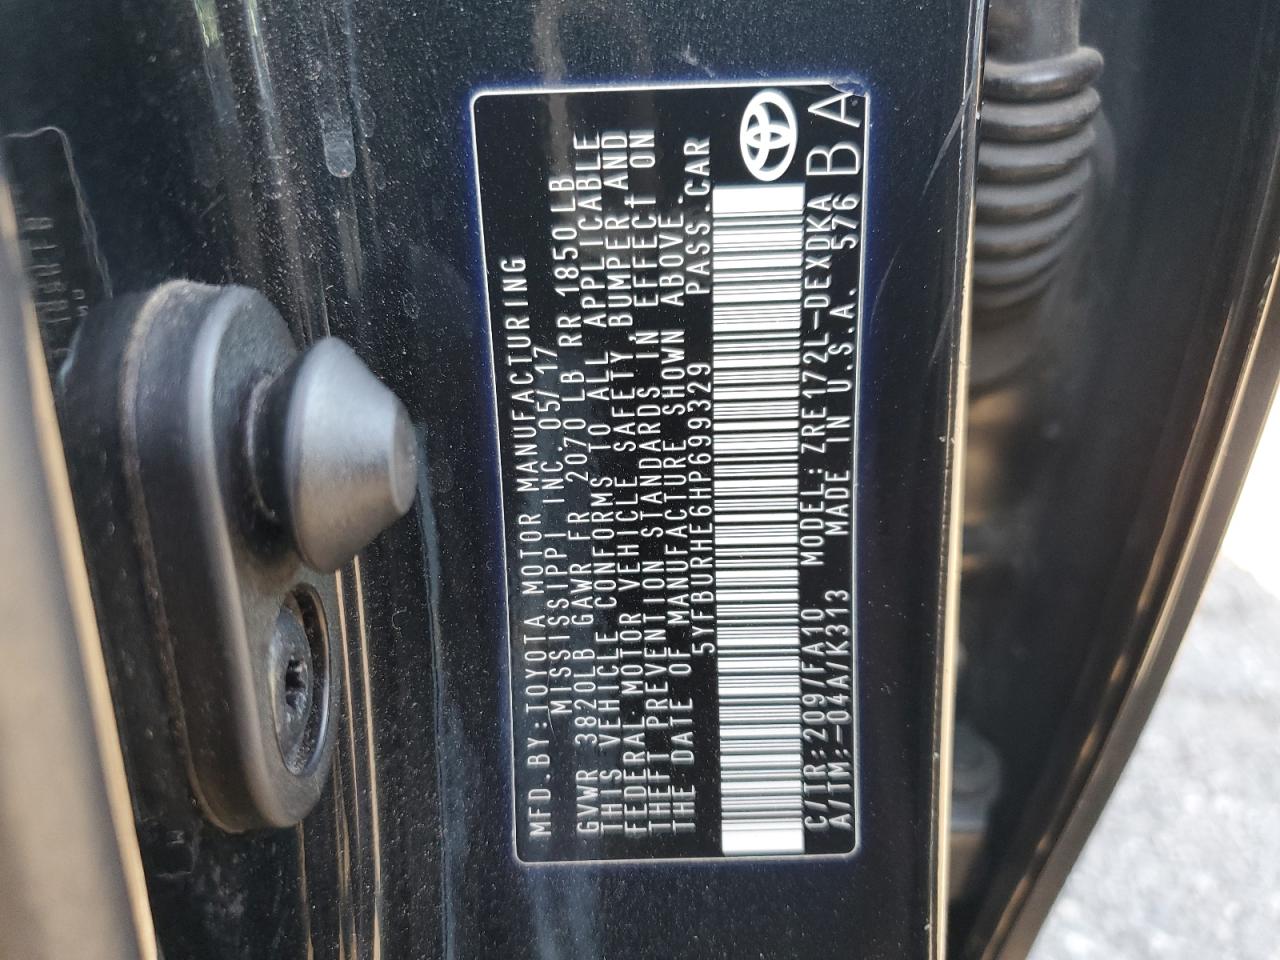 MFD.BY:TOYOTA MOTOR MANUFACTURING
MISSISSIPPI INC. 05/17
GVWR 3820LB GAWR FR 2070 LB RR 1850LB
THIS VEHICLE CONFORMS TO ALL APPLICABLE
FEDERAL MOTOR VEHICLE SAFETY, BUMPER AND
THEFT PREVENTION STANDARDS IN EFFECT ON
THE DATE OF MANUFACTURE SHOWN ABOVE.
5YFBURHE6HP699329 PASS.CAR
C/TR:209/FA10 MODEL:ZRE172L-DEXDKA
A/TM:-04A/K313 MADE IN U.S.A. 576 BA